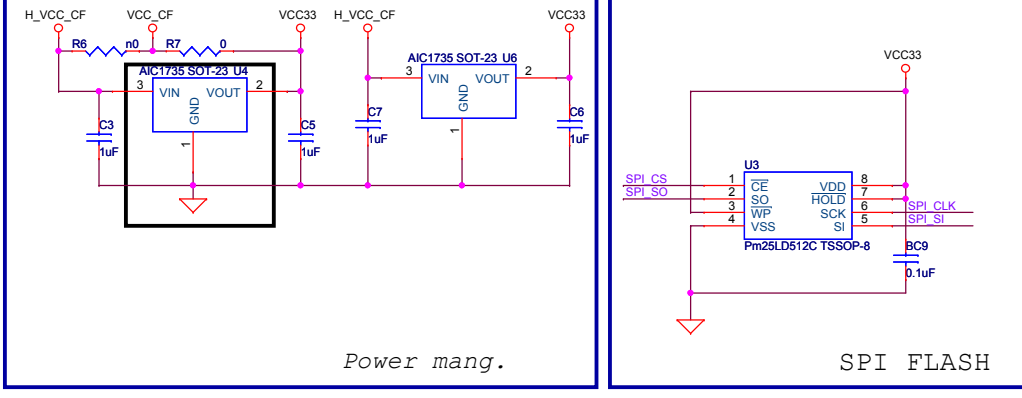 H_VCC_CF VCC_CF VCC33 H_VCC_CF VCC33
R6 n0 R7 0
AIC1735 SOT-23 U4
3 VIN VOUT 2
GND
1
C3
1uF
C5
1uF
AIC1735 SOT-23 U6
3 VIN VOUT 2
GND
1
C7
1uF
C6
1uF
Power mang.
VCC33
U3
SPI_CS 1 CE VDD 8
SPI_SO 2 SO HOLD 7
3 WP SCK 6 SPI_CLK
4 VSS SI 5 SPI_SI
Pm25LD512C TSSOP-8
BC9
0.1uF
SPI FLASH